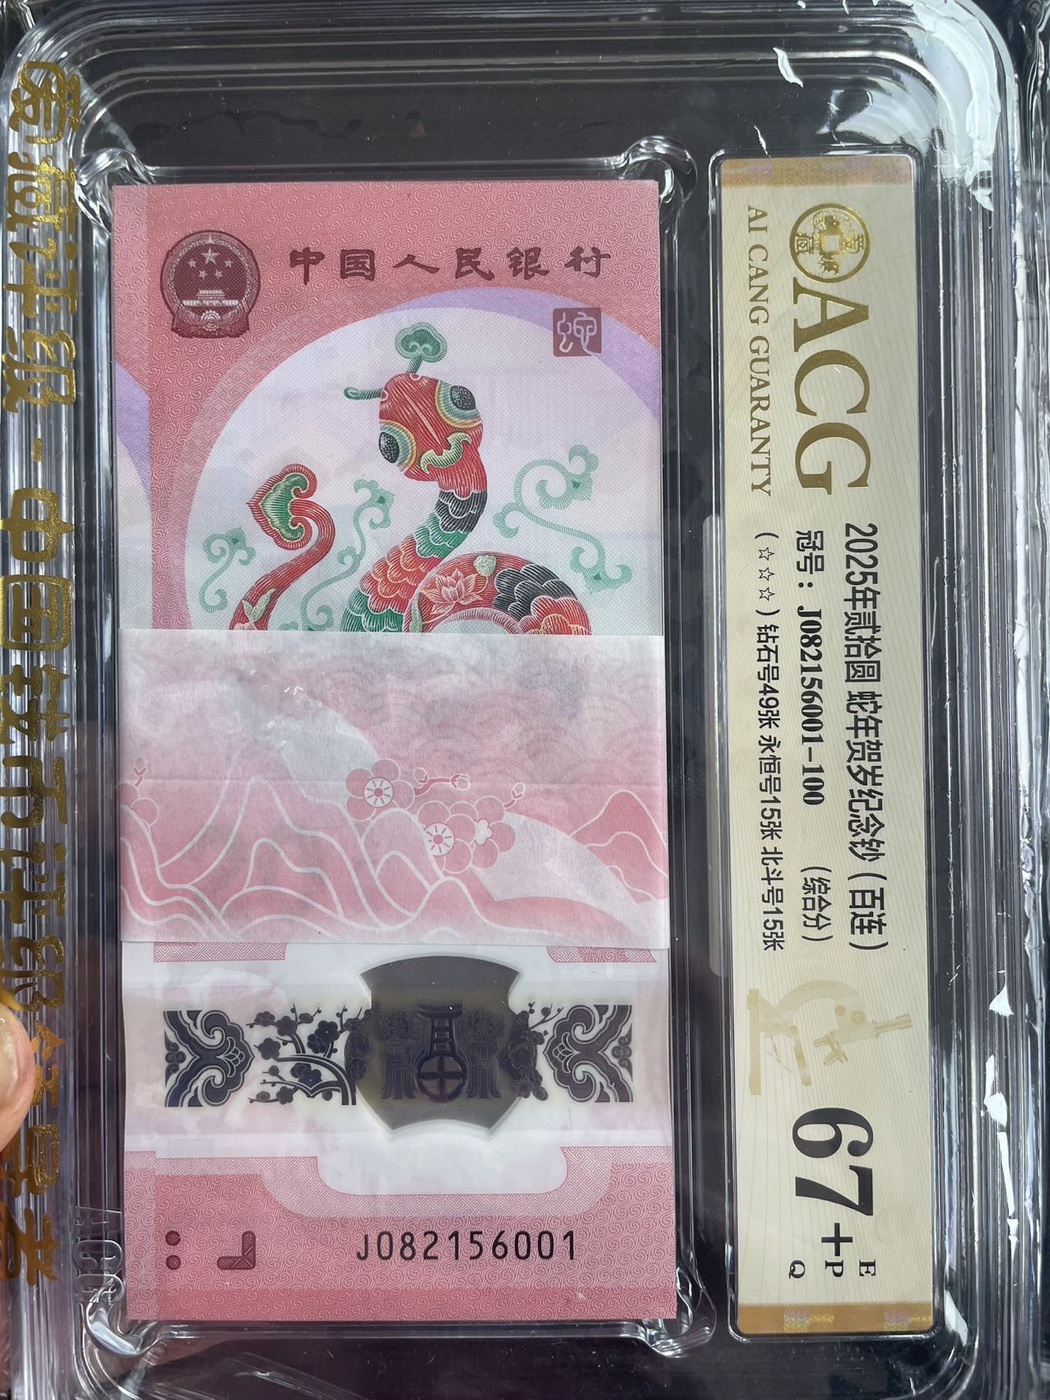 中国人民银行
蛇
J082156001
ACG
AI CANG GUARANTY
2025年贰拾圆 蛇年贺岁纪念钞（百连）
冠号：J082156001-100 （综合分）
（☆☆☆）钻石号49张 永恒号15张 北斗号15张
67
+
E
P
Q
爱藏评级-中国钱币评级领导者